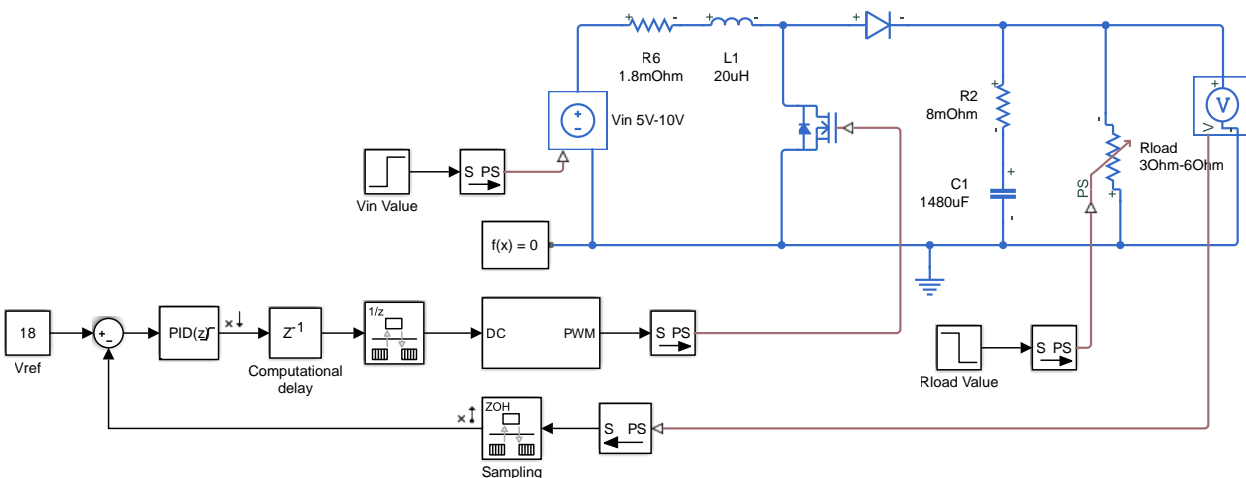 R6
1.8mOhm
L1
20uH
R2
8mOhm
Vin 5V-10V
V
V
Rload
3Ohm-6Ohm
PS
S PS
Vin Value
C1
1480uF
f(x) = 0
18
Vref
PID(z)
Z-1
Computational
delay
1/z
DC
PWM
S PS
S PS
Rload Value
ZOH
Sampling
S PS